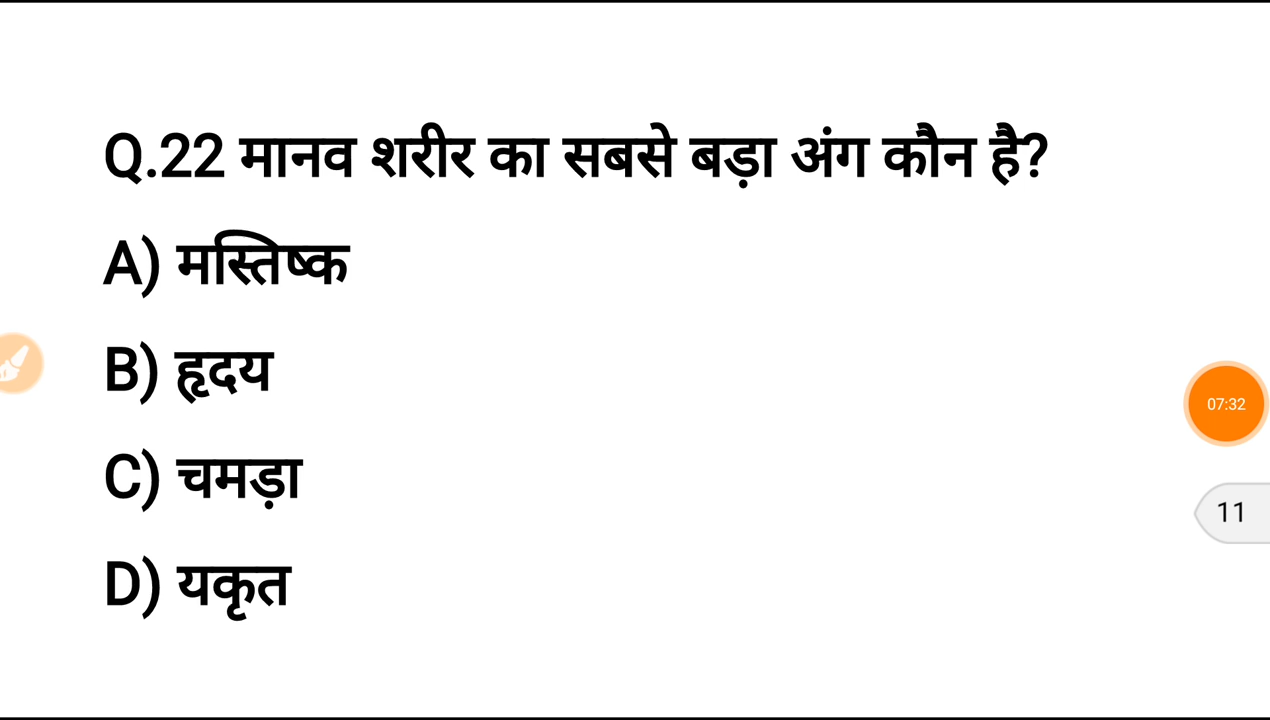 Q.22 मानव शरीर का सबसे बड़ा अंग कौन है?
A) मस्तिष्क
B) हृदय
C) चमड़ा
D) यकृत
07:32
11